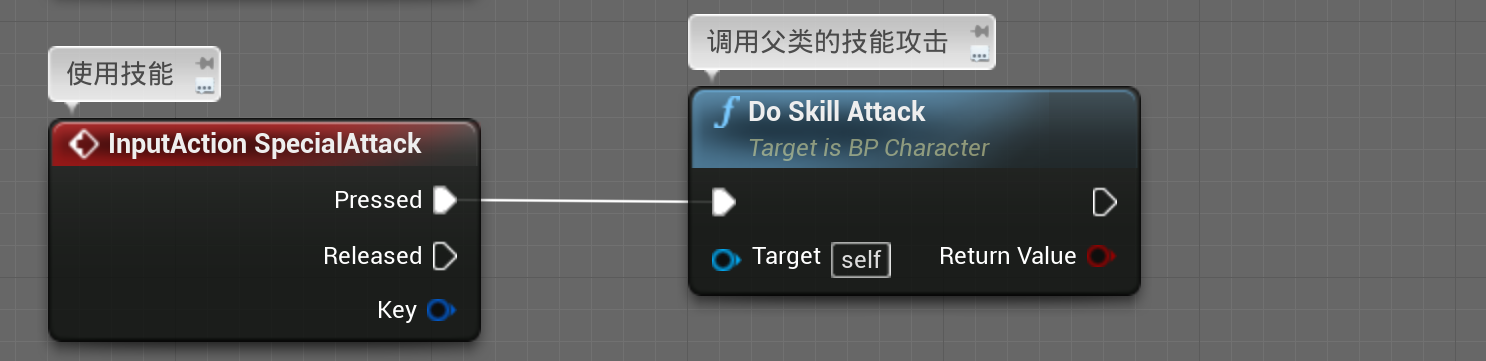 使用技能
InputAction SpecialAttack
Pressed
Released
Key
调用父类的技能攻击
f Do Skill Attack
Target is BP Character
Target self Return Value